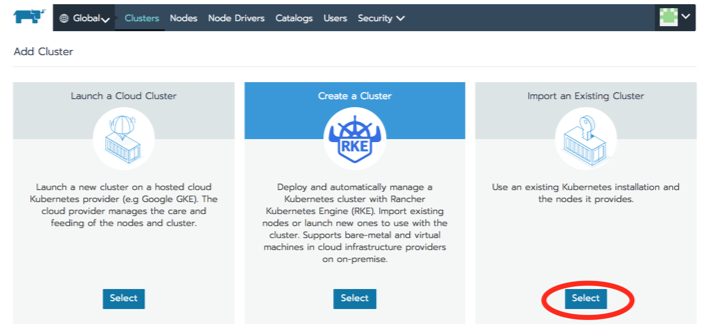 Global Clusters Nodes Node Drivers Catalogs Users Security
Add Cluster
Launch a Cloud Cluster
Launch a new cluster on a hosted cloud
Kubernetes provider (e.g Google GKE). The
cloud provider manages the care and
feeding of the nodes and cluster.
Select
Create a Cluster
RKE
Deploy and automatically manage a
Kubernetes cluster with Rancher
Kubernetes Engine (RKE). Import existing
nodes or launch new ones to use with the
cluster. Supports bare-metal and virtual
machines in cloud infrastructure providers
on on-premise.
Select
Import an Existing Cluster
Use an existing Kubernetes installation and
the nodes it provides.
Select